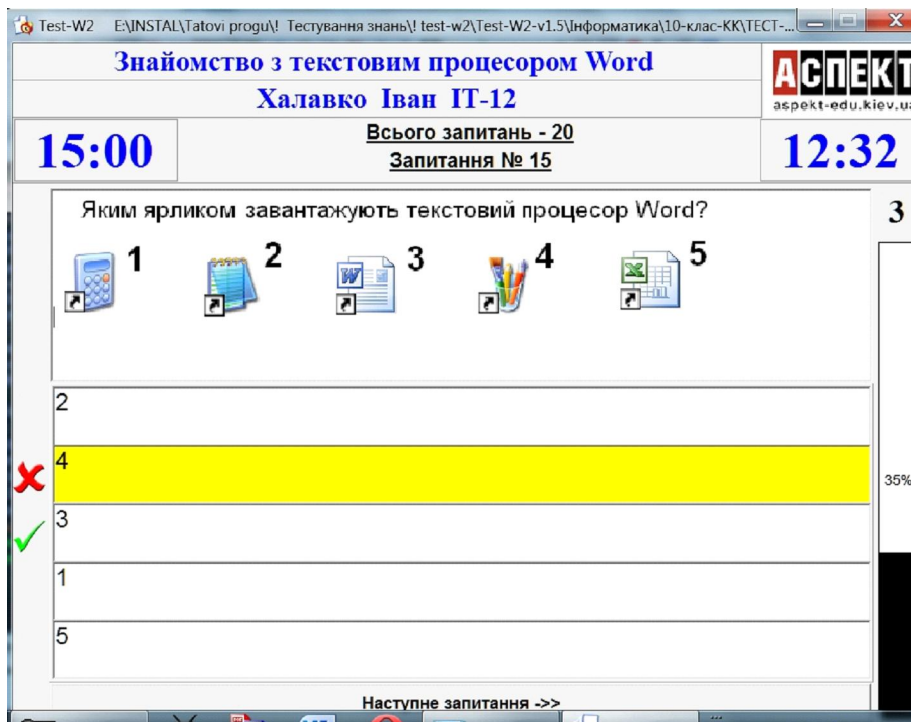 Test-W2 E:\INSTAL\Tatovi progu\! Тестування знань\! test-w2\Test-W2-v1.5\Інформатика\10-клас-КК\ТЕСТ-...
Знайомство з текстовим процесором Word
Халавко Іван ІТ-12
АСПЕКТ
aspekt-edu.kiev.ua
15:00
Всього запитань - 20
Запитання № 15
12:32
Яким ярликом завантажують текстовий процесор Word?
3
1 2 3 4 5
2
4
35%
3
1
5
Наступне запитання ->>